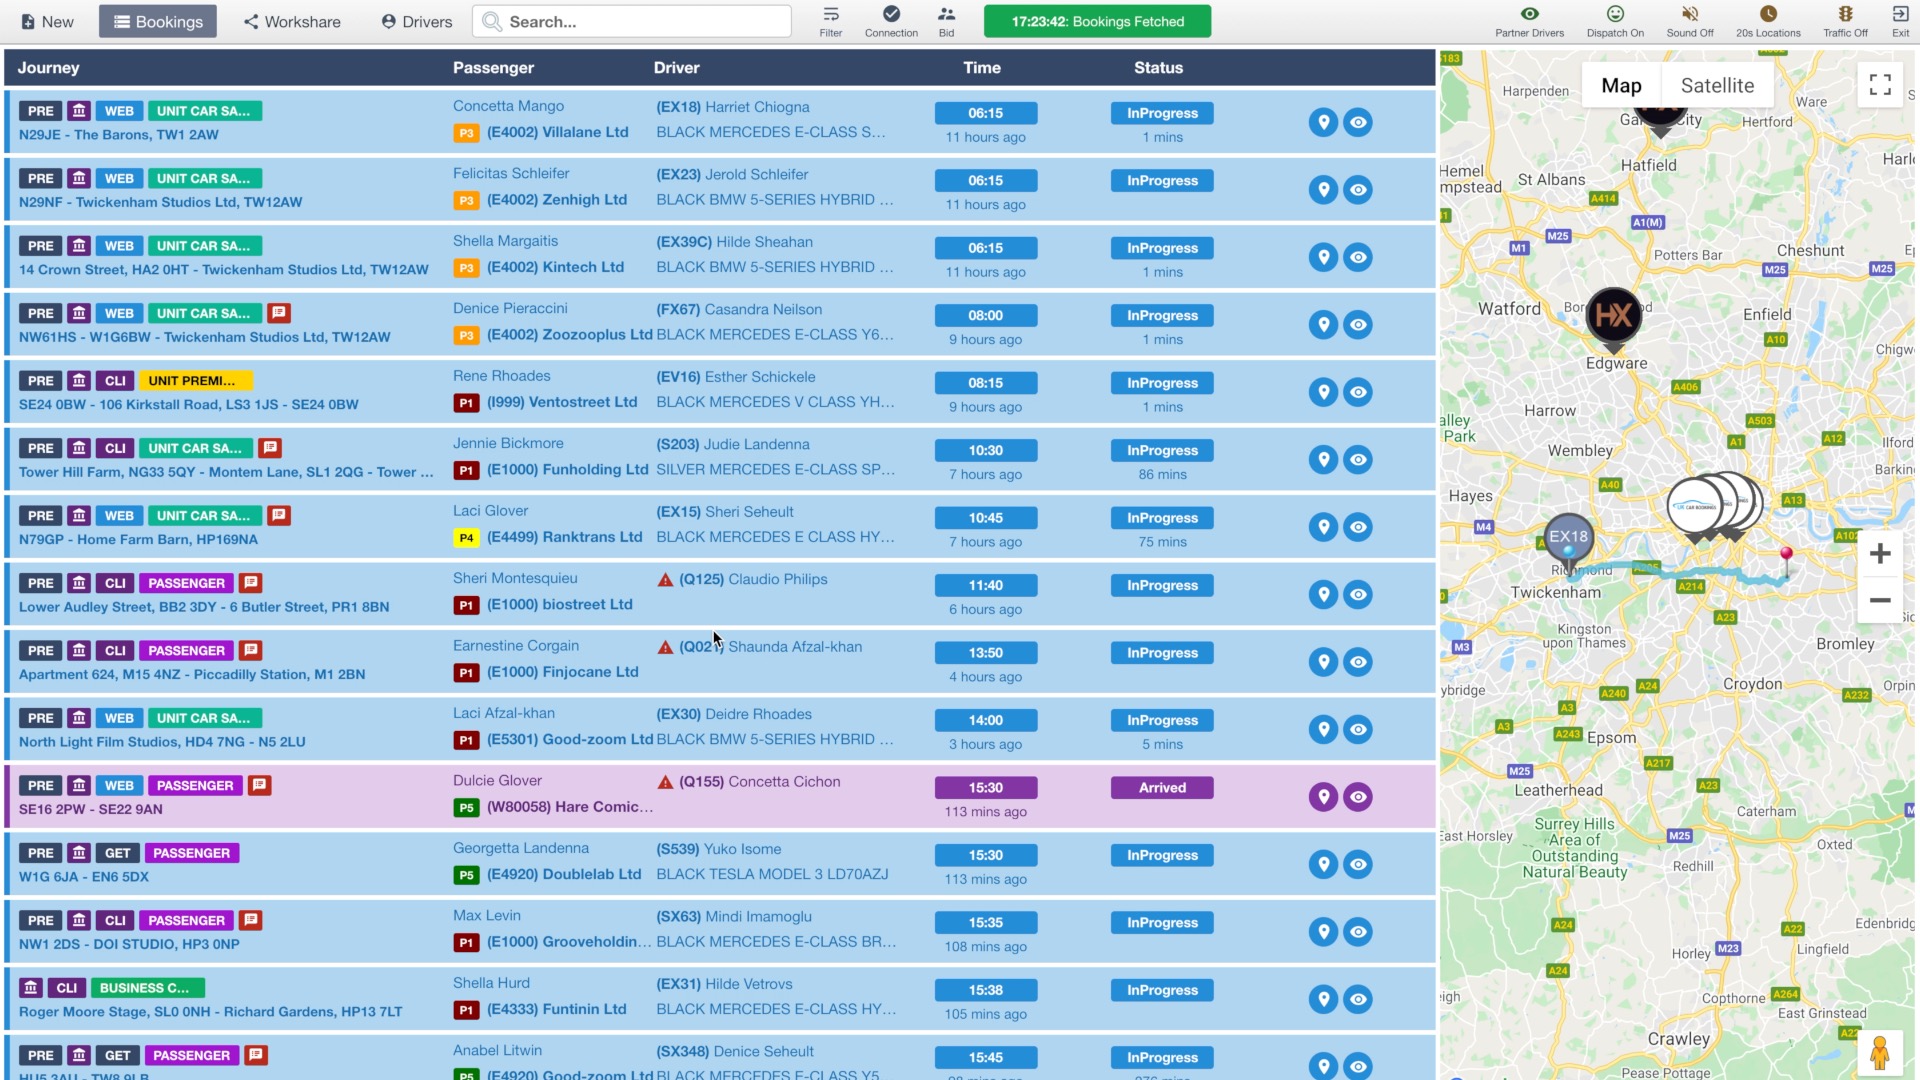 New Bookings Workshare Drivers Search... Filter Connection Bid 17:23:42: Bookings Fetched Partner Drivers Dispatch On Sound Off 20s Locations Traffic Off Exit
Journey Passenger Driver Time Status
PRE WEB UNIT CAR SA... Concetta Mango (EX18) Harriet Chiogna 06:15 InProgress
N29JE - The Barons, TW1 2AW P3 (E4002) Villalane Ltd BLACK MERCEDES E-CLASS S... 11 hours ago 1 mins
PRE WEB UNIT CAR SA... Felicitas Schleifer (EX23) Jerold Schleifer 06:15 InProgress
N29NF - Twickenham Studios Ltd, TW12AW P3 (E4002) Zenhigh Ltd BLACK BMW 5-SERIES HYBRID ... 11 hours ago
PRE WEB UNIT CAR SA... Shella Margaitis (EX39C) Hilde Sheahan 06:15 InProgress
14 Crown Street, HA2 0HT - Twickenham Studios Ltd, TW12AW P3 (E4002) Kintech Ltd BLACK BMW 5-SERIES HYBRID ... 11 hours ago 1 mins
PRE WEB UNIT CAR SA... Denice Pieraccini (FX67) Casandra Neilson 08:00 InProgress
NW61HS - W1G6BW - Twickenham Studios Ltd, TW12AW P3 (E4002) Zoozooplus Ltd BLACK MERCEDES E-CLASS Y6... 9 hours ago 1 mins
PRE CLI UNIT PREMI... Rene Rhoades (EV16) Esther Schickele 08:15 InProgress
SE24 0BW - 106 Kirkstall Road, LS3 1JS - SE24 0BW P1 (I999) Ventostreet Ltd BLACK MERCEDES V CLASS YH... 9 hours ago 1 mins
PRE CLI UNIT CAR SA... Jennie Bickmore (S203) Judie Landenna 10:30 InProgress
Tower Hill Farm, NG33 5QY - Montem Lane, SL1 2QG - Tower ... P1 (E1000) Funholding Ltd SILVER MERCEDES E-CLASS SP... 7 hours ago 86 mins
PRE WEB UNIT CAR SA... Laci Glover (EX15) Sheri Seheult 10:45 InProgress
N79GP - Home Farm Barn, HP169NA P4 (E4499) Ranktrans Ltd BLACK MERCEDES E CLASS HY... 7 hours ago 75 mins
PRE CLI PASSENGER Sheri Montesquieu (Q125) Claudio Philips 11:40 InProgress
Lower Audley Street, BB2 3DY - 6 Butler Street, PR1 8BN P1 (E1000) biostreet Ltd 6 hours ago
PRE CLI PASSENGER Earnestine Corgain Shaunda Afzal-khan 13:50 InProgress
Apartment 624, M15 4NZ - Piccadilly Station, M1 2BN P1 (E1000) Finjocane Ltd 4 hours ago
PRE WEB UNIT CAR SA... Laci Afzal-khan (EX30) Deidre Rhoades 14:00 InProgress
North Light Film Studios, HD4 7NG - N5 2LU P1 (E5301) Good-zoom Ltd BLACK BMW 5-SERIES HYBRID ... 3 hours ago 5 mins
PRE WEB PASSENGER Dulcie Glover (Q155) Concetta Cichon 15:30 Arrived
SE16 2PW - SE22 9AN P5 (W80058) Hare Comic... 113 mins ago
PRE GET PASSENGER Georgetta Landenna (S539) Yuko Isome 15:30 InProgress
W1G 6JA - EN6 5DX P5 (E4920) Doublelab Ltd BLACK TESLA MODEL 3 LD70AZJ 113 mins ago
PRE CLI PASSENGER Max Levin (SX63) Mindi Imamoglu 15:35 InProgress
NW1 2DS - DOI STUDIO, HP3 0NP P1 (E1000) Grooveholdin... BLACK MERCEDES E-CLASS BR... 108 mins ago
CLI BUSINESS C... Shella Hurd (EX31) Hilde Vetrovs 15:38 InProgress
Roger Moore Stage, SL0 0NH - Richard Gardens, HP13 7LT P1 (E4333) Funtinin Ltd BLACK MERCEDES E-CLASS HY... 105 mins ago
PRE GET PASSENGER Anabel Litwin (SX348) Denice Seheult 15:45 InProgress
P5 (E4920) Good-zoom Ltd BLACK MERCEDES E-CLASS Y5...
Map Satellite
Harpenden Ware
Hertford
Hatfield
Hemel
St Albans
A414
A1(M)
M25
M1
Cheshunt
Potters Bar
M25 M25
Watford
HX
Enfield
A10
Edgware
A406
Harrow
A503
A1 A12
Ilford
Wembley
Barking
A40
Hayes
A13
M4
EX18
Richmond
A214
Twickenham
A23
Kingston
upon Thames
M3
Bromley
Croydon
A24
A240
A232
A3
A3
A243
Epsom
A217
M25
A23
Leatherhead
Caterham
East Horsley
Surrey Hills
Area of
Outstanding
Natural Beauty
M25
Oxted
Redhill
A24
A22
Edenbridge
Horley M23
Lingfield
A24
Copthorne
A264
East Grinstead
Crawley
Pease Pottage